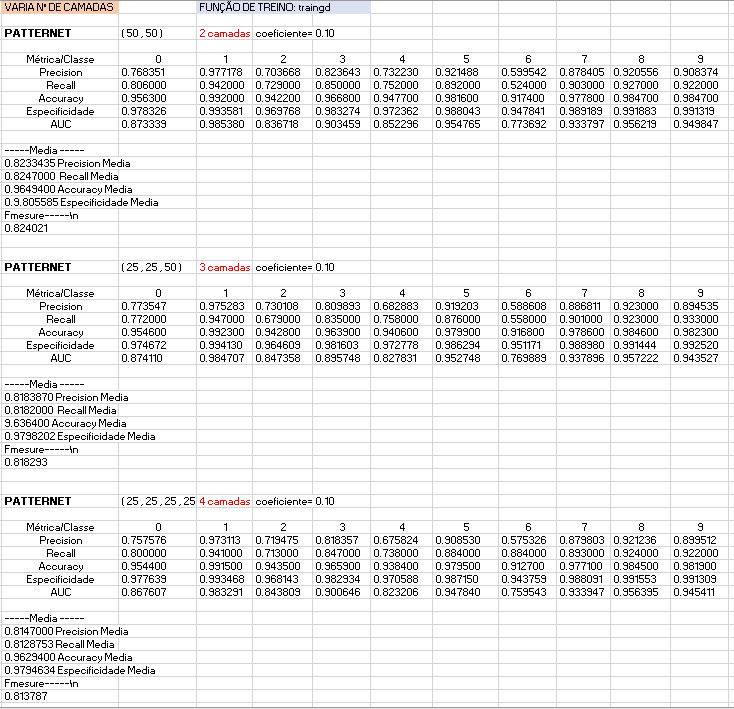 VARIA Nº DE CAMADAS FUNÇÃO DE TREINO: traingd
PATTERNET (50,50) 2 camadas coeficiente= 0.10
Métrica/Classe 0 1 2 3 4 5 6 7 8 9
Precision 0.768351 0.977178 0.703668 0.823643 0.732230 0.921488 0.599542 0.878405 0.920556 0.908374
Recall 0.806000 0.942000 0.729000 0.850000 0.752000 0.892000 0.524000 0.903000 0.927000 0.922000
Accuracy 0.956300 0.992000 0.942200 0.966800 0.947700 0.981600 0.917400 0.977800 0.984700 0.984700
Especificidade 0.978326 0.993581 0.969768 0.983274 0.972362 0.988043 0.947841 0.989189 0.991883 0.991319
AUC 0.873339 0.985380 0.836718 0.903459 0.852296 0.954765 0.773692 0.933797 0.956219 0.949847
-----Media -----
0.8233435 Precision Media
0.8247000 Recall Media
0.9649400 Accuracy Media
0.9.805585 Especificidade Media
Fmesure-----\n
0.824021
PATTERNET (25,25,50) 3 camadas coeficiente= 0.10
Métrica/Classe 0 1 2 3 4 5 6 7 8 9
Precision 0.773547 0.975283 0.730108 0.809893 0.682883 0.919203 0.588608 0.886811 0.923000 0.894535
Recall 0.772000 0.947000 0.679000 0.835000 0.758000 0.876000 0.558000 0.901000 0.923000 0.933000
Accuracy 0.954600 0.992300 0.942800 0.963900 0.940600 0.979900 0.916800 0.978600 0.984600 0.982300
Especificidade 0.974672 0.994130 0.964609 0.981603 0.972778 0.986294 0.951171 0.988980 0.991444 0.992520
AUC 0.874110 0.984707 0.847358 0.895748 0.827831 0.952748 0.769889 0.937896 0.957222 0.943527
-----Media -----
0.8183870 Precision Media
0.8182000 Recall Media
9.636400 Accuracy Media
0.9798202 Especificidade Media
Fmesure-----\n
0.818293
PATTERNET (25,25,25,25 4 camadas coeficiente= 0.10
Métrica/Classe 0 1 2 3 4 5 6 7 8 9
Precision 0.757576 0.973113 0.719475 0.818357 0.675824 0.908530 0.575326 0.879803 0.921236 0.899512
Recall 0.800000 0.941000 0.713000 0.847000 0.738000 0.884000 0.884000 0.893000 0.924000 0.922000
Accuracy 0.954400 0.991500 0.943500 0.965900 0.938400 0.979500 0.912700 0.977100 0.984500 0.981900
Especificidade 0.977639 0.993468 0.968143 0.982934 0.970588 0.987150 0.943759 0.988091 0.991553 0.991309
AUC 0.867607 0.983291 0.843809 0.900646 0.823206 0.947840 0.759543 0.933947 0.956395 0.945411
-----Media -----
0.8147000 Precision Media
0.8128753 Recall Media
0.9629400 Accuracy Media
0.9794634 Especificidade Media
Fmesure-----\n
0.813787